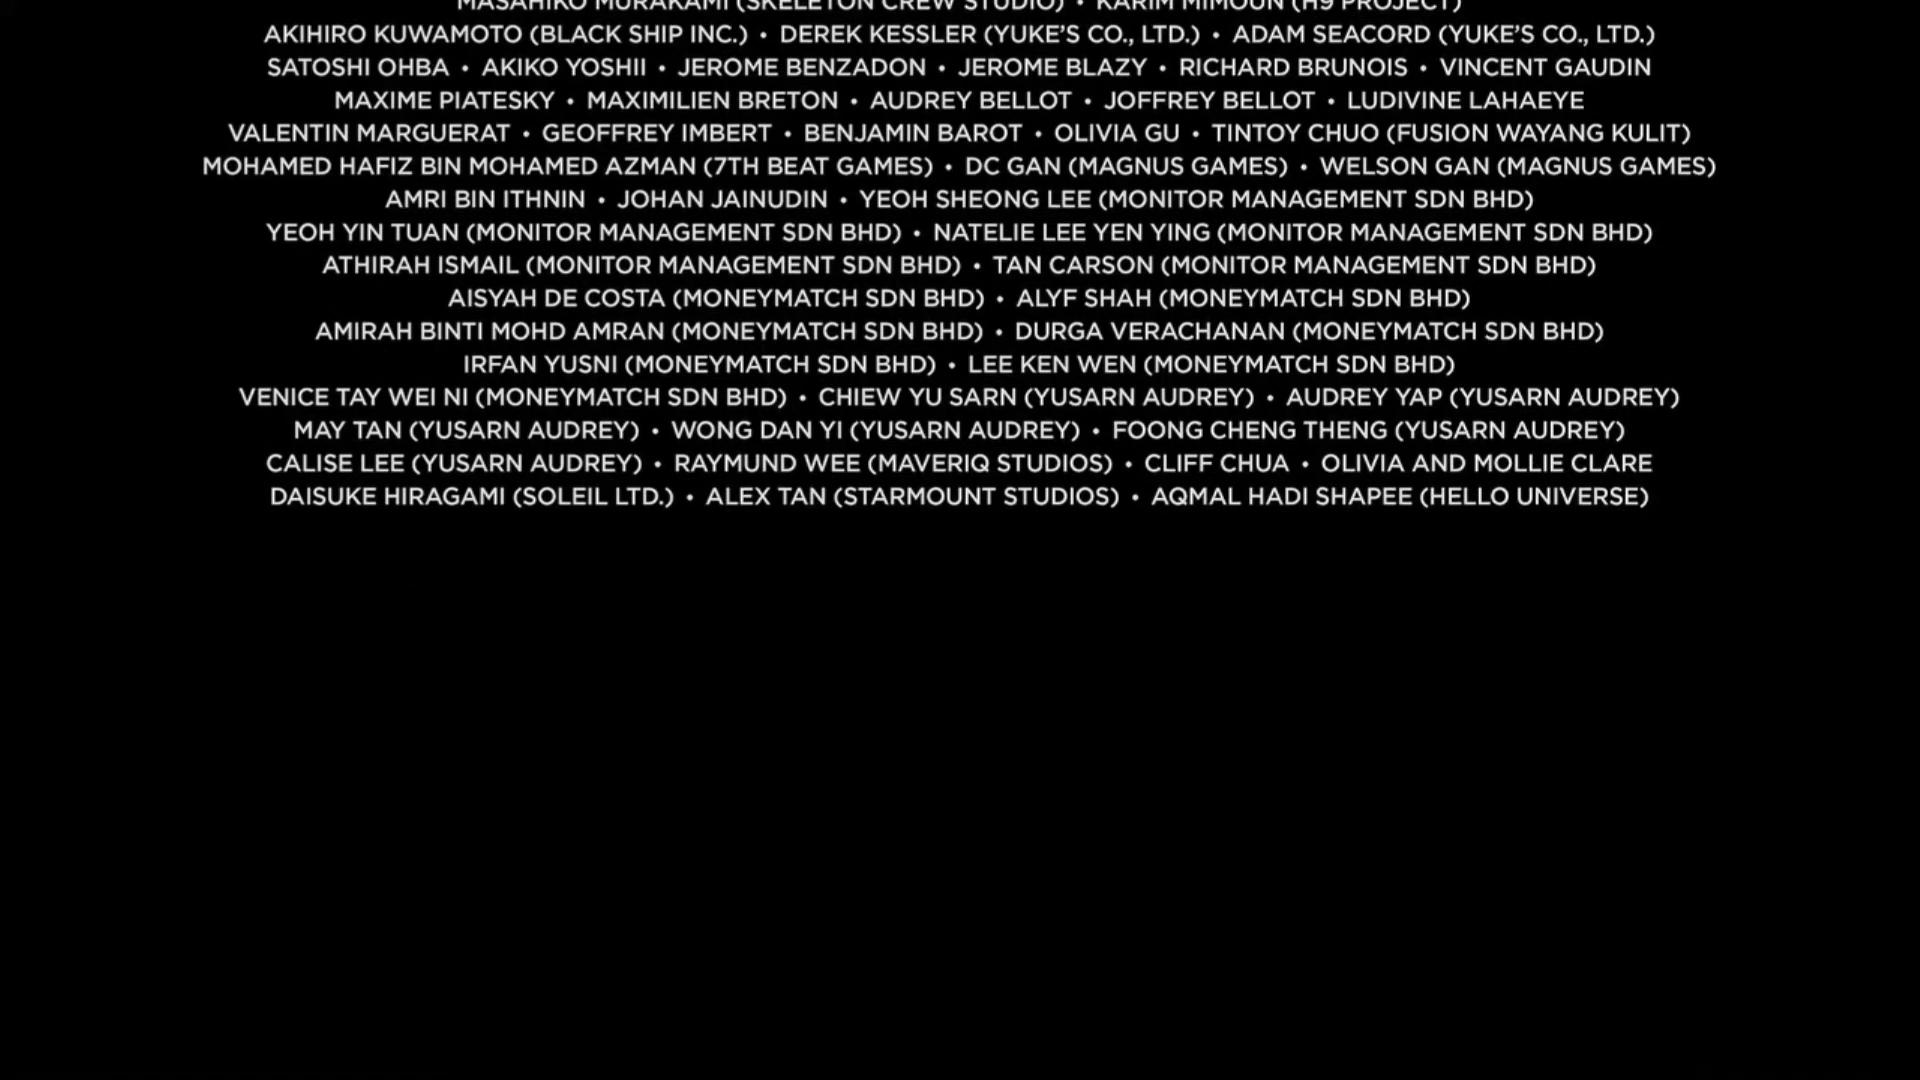 MASAHIKO MURAKAMI (SKELETON CREW STUDIO) • KARIM MIMOUN (H9 PROJECT)
AKIHIRO KUWAMOTO (BLACK SHIP INC.) • DEREK KESSLER (YUKE'S CO., LTD.) • ADAM SEACORD (YUKE'S CO., LTD.)
SATOSHI OHBA • AKIKO YOSHII • JEROME BENZADON • JEROME BLAZY • RICHARD BRUNOIS • VINCENT GAUDIN
MAXIME PIATESKY • MAXIMILIEN BRETON • AUDREY BELLOT • JOFFREY BELLOT • LUDIVINE LAHAEYE
VALENTIN MARGUERAT • GEOFFREY IMBERT • BENJAMIN BAROT • OLIVIA GU • TINTOY CHUO (FUSION WAYANG KULIT)
MOHAMED HAFIZ BIN MOHAMED AZMAN (7TH BEAT GAMES) • DC GAN (MAGNUS GAMES) • WELSON GAN (MAGNUS GAMES)
AMRI BIN ITHNIN • JOHAN JAINUDIN • YEOH SHEONG LEE (MONITOR MANAGEMENT SDN BHD)
YEOH YIN TUAN (MONITOR MANAGEMENT SDN BHD) • NATELIE LEE YEN YING (MONITOR MANAGEMENT SDN BHD)
ATHIRAH ISMAIL (MONITOR MANAGEMENT SDN BHD) • TAN CARSON (MONITOR MANAGEMENT SDN BHD)
AISYAH DE COSTA (MONEYMATCH SDN BHD) • ALYF SHAH (MONEYMATCH SDN BHD)
AMIRAH BINTI MOHD AMRAN (MONEYMATCH SDN BHD) • DURGA VERACHANAN (MONEYMATCH SDN BHD)
IRFAN YUSNI (MONEYMATCH SDN BHD) • LEE KEN WEN (MONEYMATCH SDN BHD)
VENICE TAY WEI NI (MONEYMATCH SDN BHD) • CHIEW YU SARN (YUSARN AUDREY) • AUDREY YAP (YUSARN AUDREY)
MAY TAN (YUSARN AUDREY) • WONG DAN YI (YUSARN AUDREY) • FOONG CHENG THENG (YUSARN AUDREY)
CALISE LEE (YUSARN AUDREY) • RAYMUND WEE (MAVERIQ STUDIOS) • CLIFF CHUA • OLIVIA AND MOLLIE CLARE
DAISUKE HIRAGAMI (SOLEIL LTD.) • ALEX TAN (STARMOUNT STUDIOS) • AQMAL HADI SHAPEE (HELLO UNIVERSE)